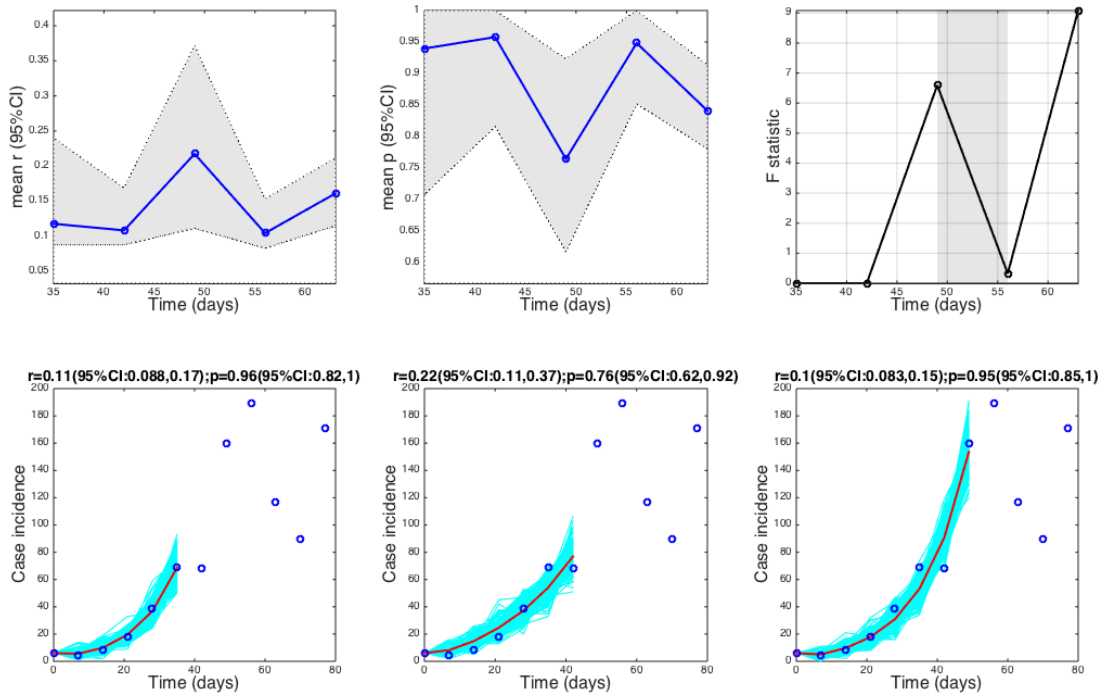 mean r (95%CI)
0.4
0.35
0.3
0.25
0.2
0.15
0.1
0.05
35 40 45 50 55 60
Time (days)
mean p (95%CI)
1
0.95
0.9
0.85
0.8
0.75
0.7
0.65
0.6
35 40 45 50 55 60
Time (days)
F statistic
9
8
7
6
5
4
3
2
1
0
35 40 45 50 55 60
Time (days)
r=0.11(95%CI:0.088,0.17);p=0.96(95%CI:0.82,1)
Case incidence
200
180
160
140
120
100
80
60
40
20
0
0 20 40 60 80
Time (days)
r=0.22(95%CI:0.11,0.37);p=0.76(95%CI:0.62,0.92)
Case incidence
200
180
160
140
120
100
80
60
40
20
0
0 20 40 60 80
Time (days)
r=0.1(95%CI:0.083,0.15);p=0.95(95%CI:0.85,1)
Case incidence
200
180
160
140
120
100
80
60
40
20
0
0 20 40 60 80
Time (days)